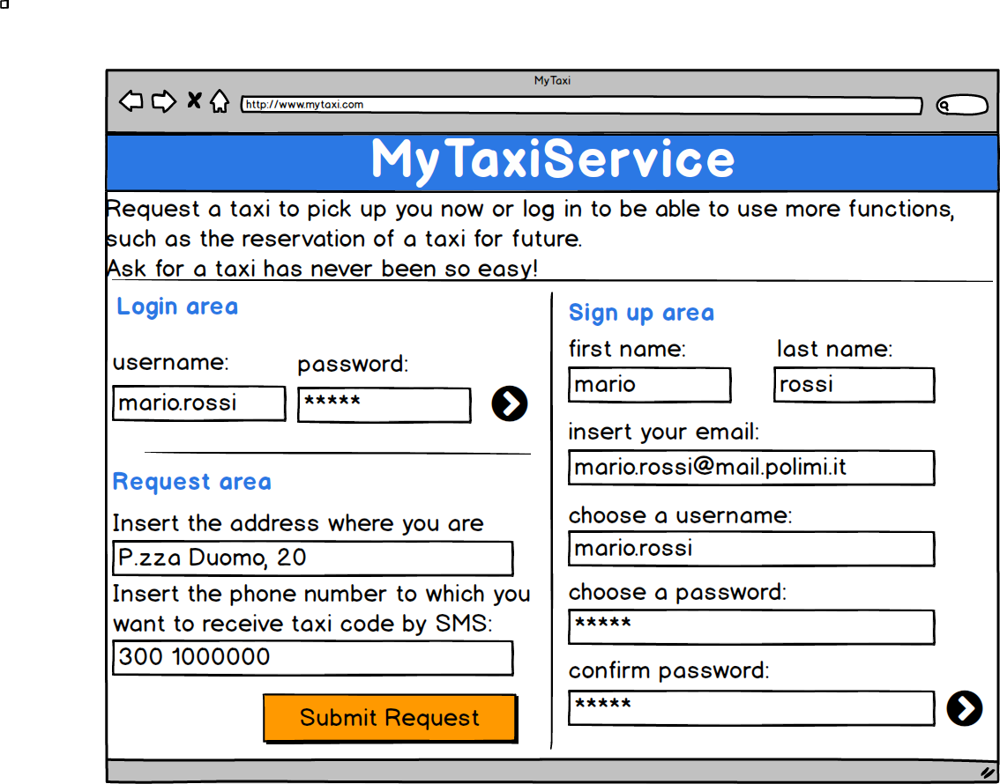 MyTaxi
http://www.mytaxi.com
MyTaxiService
Request a taxi to pick up you now or log in to be able to use more functions,
such as the reservation of a taxi for future.
Ask for a taxi has never been so easy!
Login area
username: password:
mario.rossi *****
Request area
Insert the address where you are
P.zza Duomo, 20
Insert the phone number to which you
want to receive taxi code by SMS:
300 1000000
Submit Request
Sign up area
first name: last name:
mario rossi
insert your email:
mario.rossi@mail.polimi.it
choose a username:
mario.rossi
choose a password:
*****
confirm password:
*****